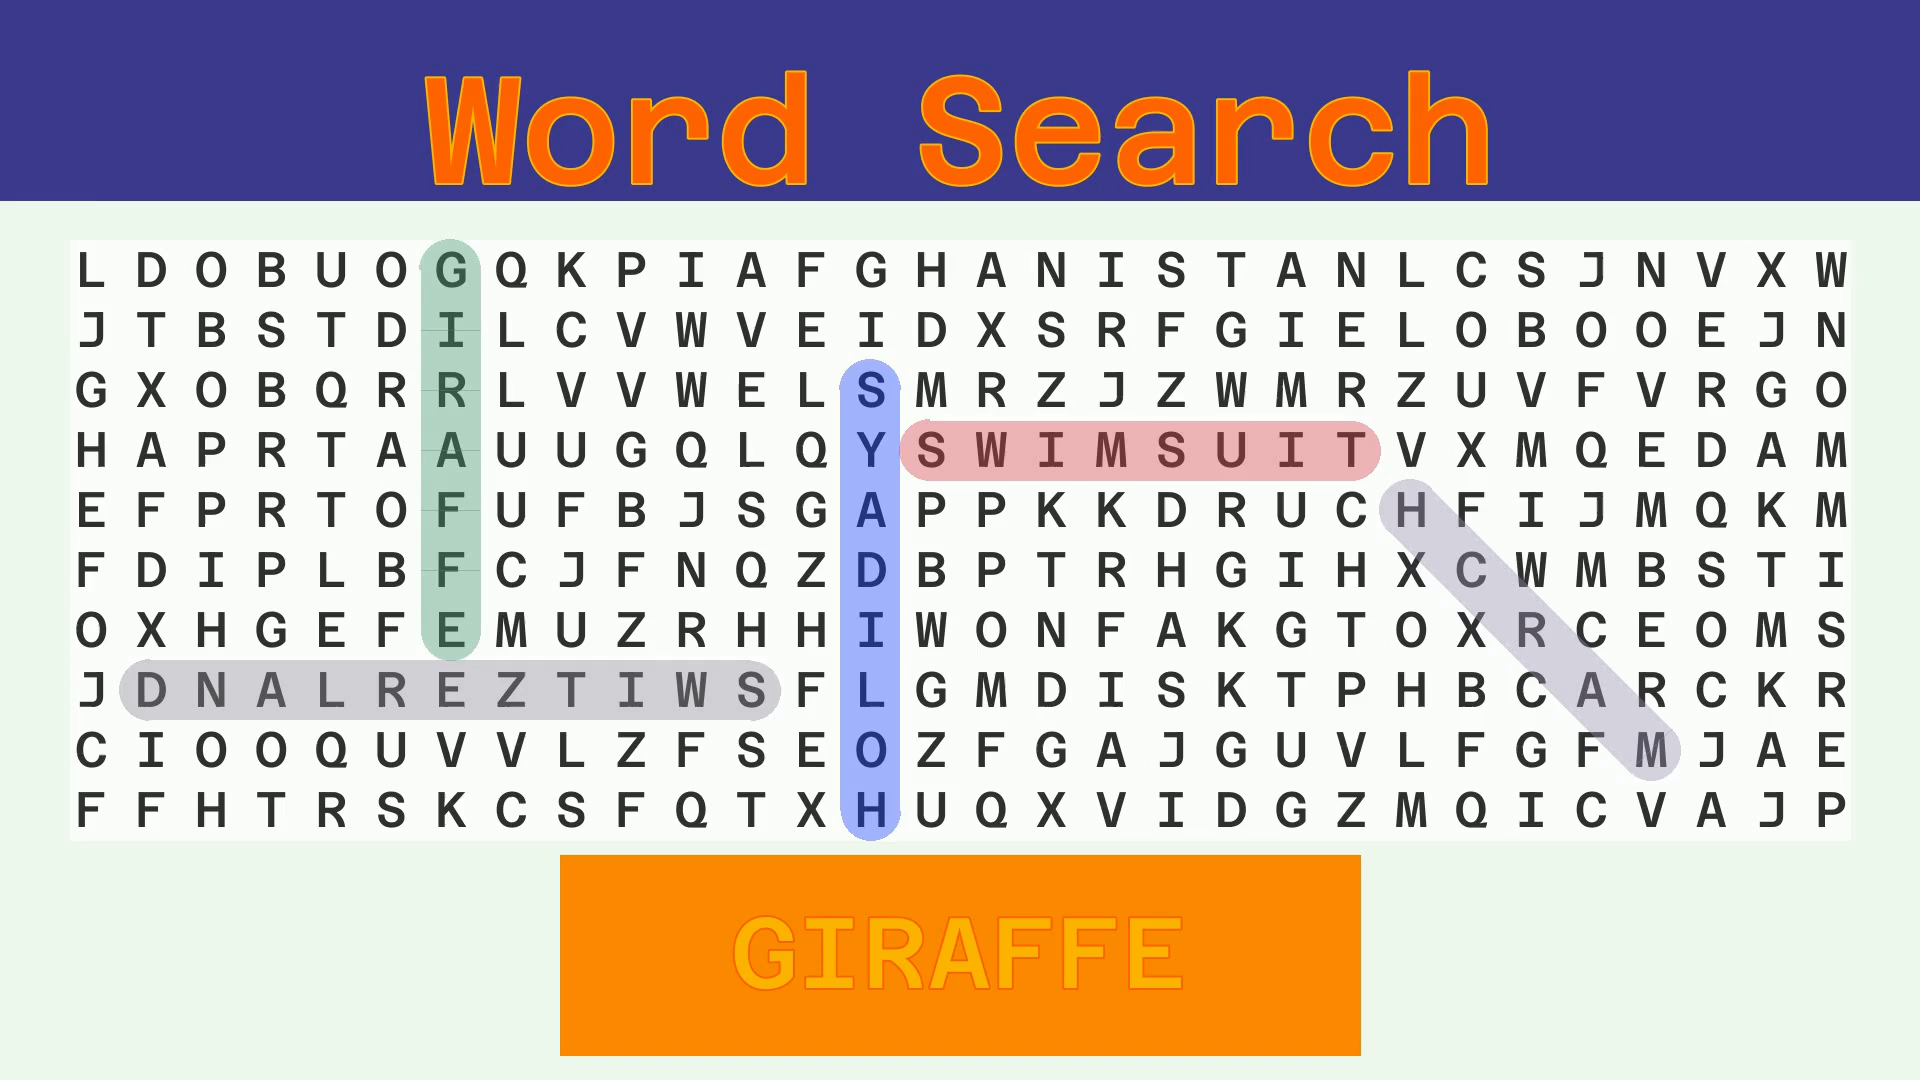 Word Search
L D O B U O G Q K P I A F G H A N I S T A N L C S J N V X W
J T B S T D I L C V W V E I D X S R F G I E L O B O O E J N
G X O B Q R R L V V W E L S M R Z J Z W M R Z U V F V R G O
H A P R T A A U U G Q L Q Y S W I M S U I T V X M Q E D A M
E F P R T O F U F B J S G A P P K K D R U C H F I J M Q K M
F D I P L B F C J F N Q Z D B P T R H G I H X C W M B S T I
O X H G E F E M U Z R H H I W O N F A K G T O X R C E O M S
J D N A L R E Z T I W S F L G M D I S K T P H B C A R C K R
C I O O Q U V V L Z F S E O Z F G A J G U V L F G F M J A E
F F H T R S K C S F Q T X H U Q X V I D G Z M Q I C V A J P
GIRAFFE